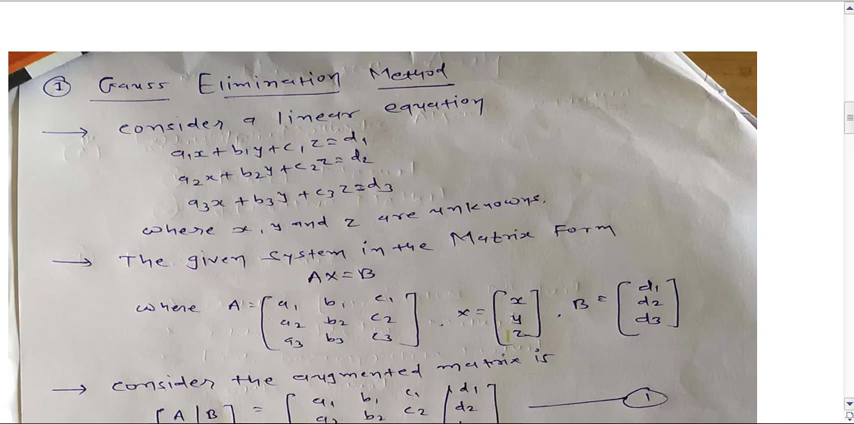 ① Gauss Elimination Method
→ consider a linear equation
a₁x + b₁y + c₁z = d₁
a₂x + b₂y + c₂z = d₂
a₃x + b₃y + c₃z = d₃
where x, y and z are unknowns.
→ The given system in the Matrix Form
AX = B
where A = [a₁ b₁ c₁ a₂ b₂ c₂ a₃ b₃ c₃] . X = [x y z] . B = [d₁ d₂ d₃]
→ consider the augmented matrix is
[A | B] = [a₁ b₁ c₁ | d₁ a₂ b₂ c₂ | d₂ ——— ①